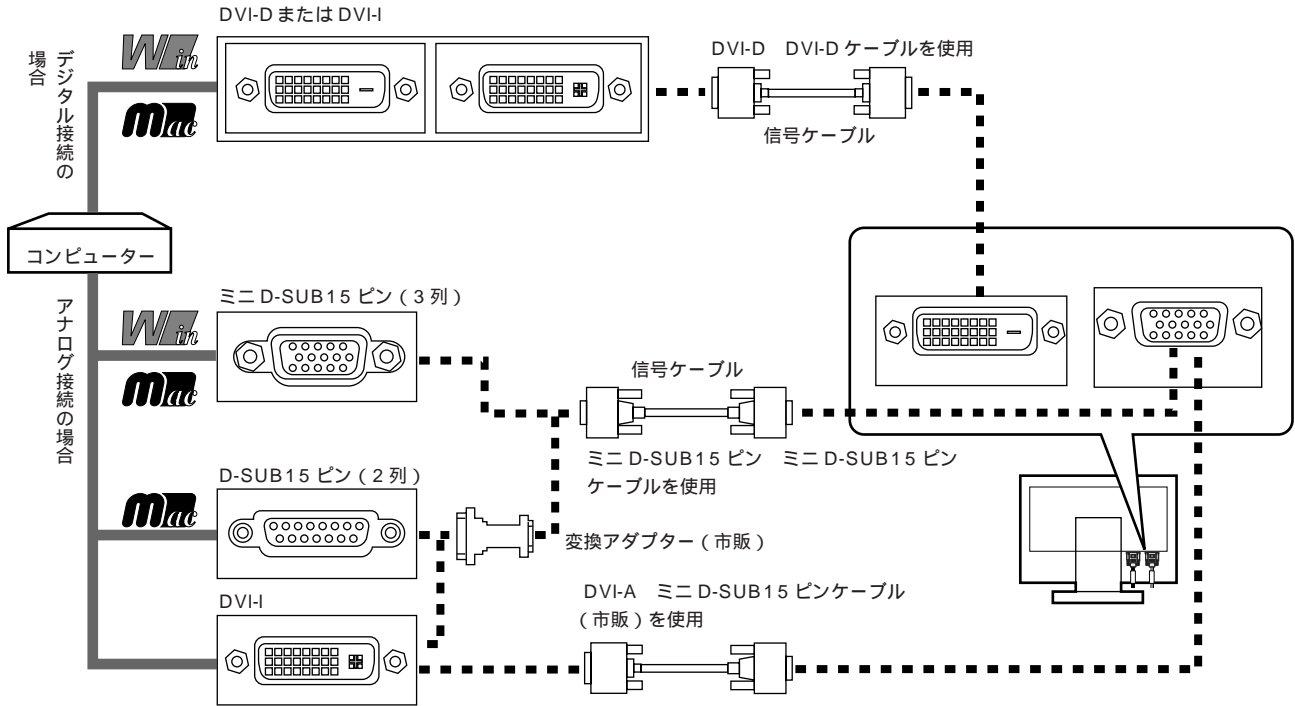 DVI-D または DVI-I
デジタル接続の
場合
Win
Mac
DVI-D　DVI-D ケーブルを使用
信号ケーブル
コンピューター
アナログ接続の場合
Win
Mac
ミニ D-SUB15 ピン（3 列）
信号ケーブル
ミニ D-SUB15 ピン　ミニ D-SUB15 ピン
ケーブルを使用
Mac
D-SUB15 ピン（2 列）
変換アダプター（市販）
DVI-I
DVI-A　ミニ D-SUB15 ピンケーブル
（市販）を使用